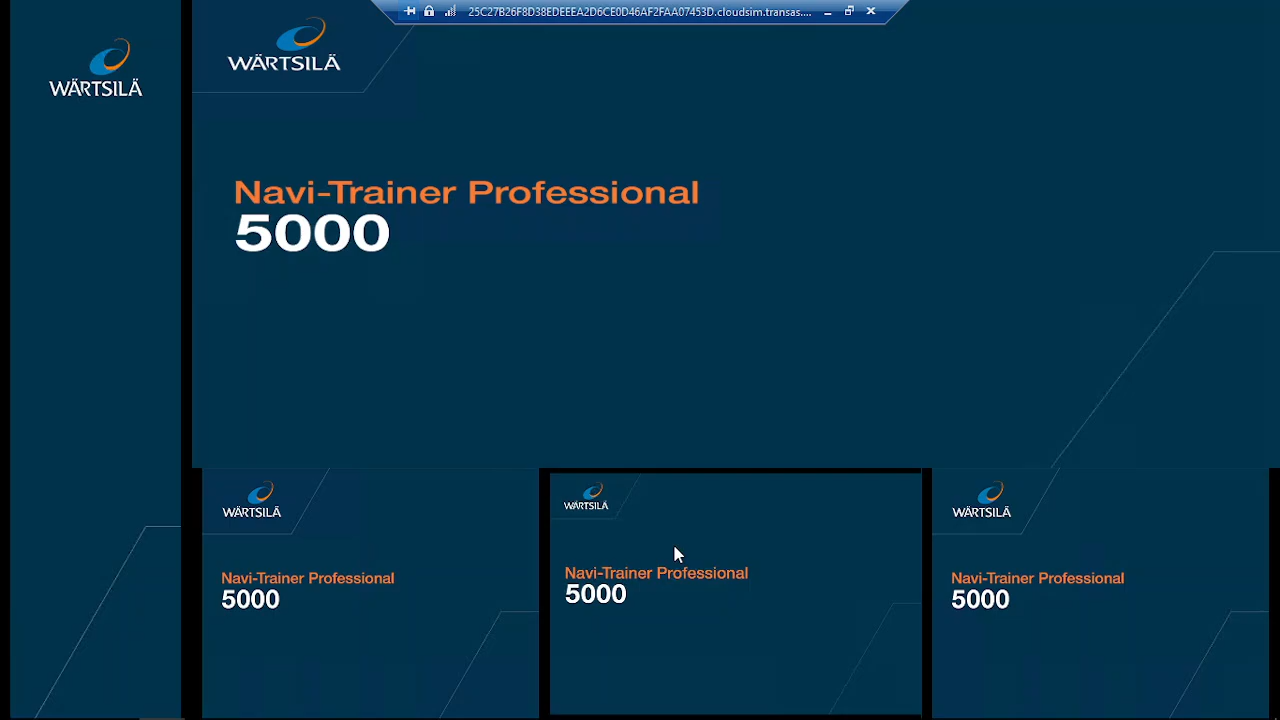 25C27B26F8D38EDEEEA2D6CE0D46AF2FAA07453D.cloudsim.transas....
WÄRTSILÄ
WÄRTSILÄ
Navi-Trainer Professional
5000
WÄRTSILÄ
Navi-Trainer Professional
5000
WÄRTSILÄ
Navi-Trainer Professional
5000
WÄRTSILÄ
Navi-Trainer Professional
5000